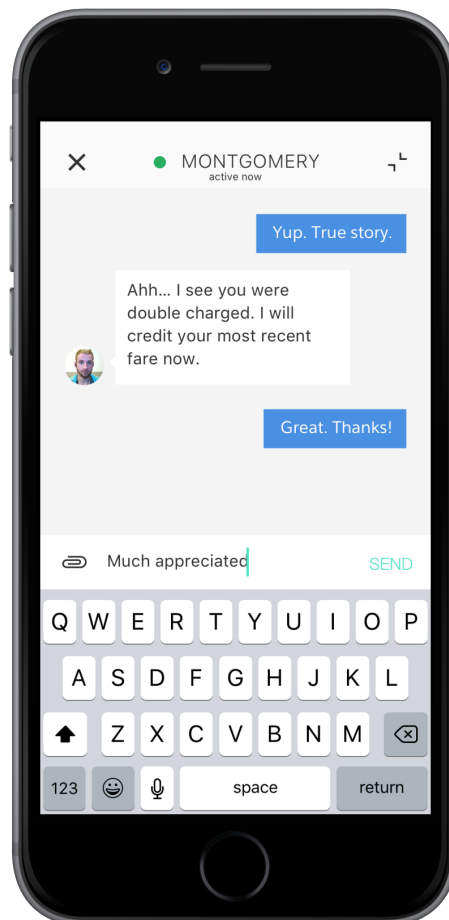 MONTGOMERY
active now
Yup. True story.
Ahh... I see you were
double charged. I will
credit your most recent
fare now.
Great. Thanks!
Much appreciated
SEND
Q W E R T Y U I O P
A S D F G H J K L
Z X C V B N M
123 space return